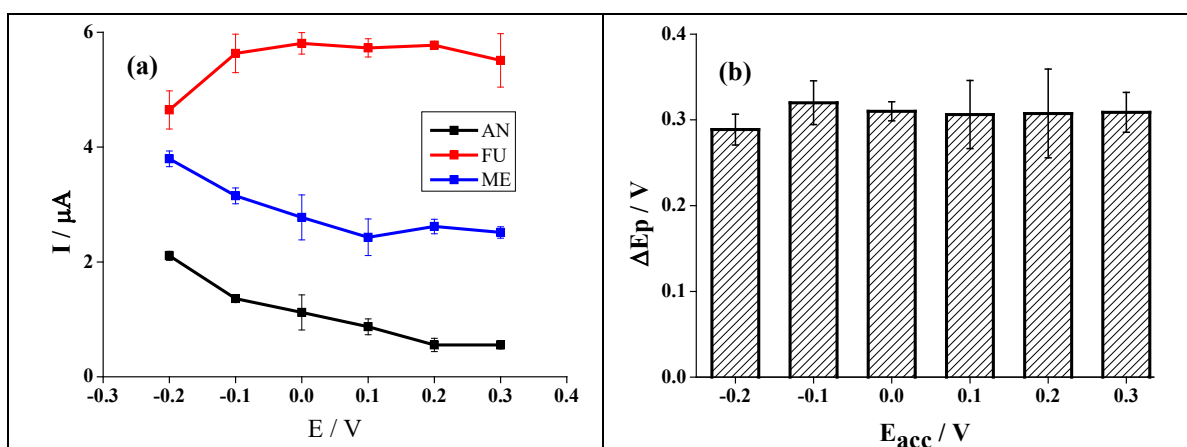 (a)
6
4
2
0
I / μA
AN
FU
ME
-0.3 -0.2 -0.1 0.0 0.1 0.2 0.3 0.4
E / V
(b)
0.4
0.3
0.2
0.1
0.0
ΔEp / V
-0.2 -0.1 0.0 0.1 0.2 0.3
Eacc / V